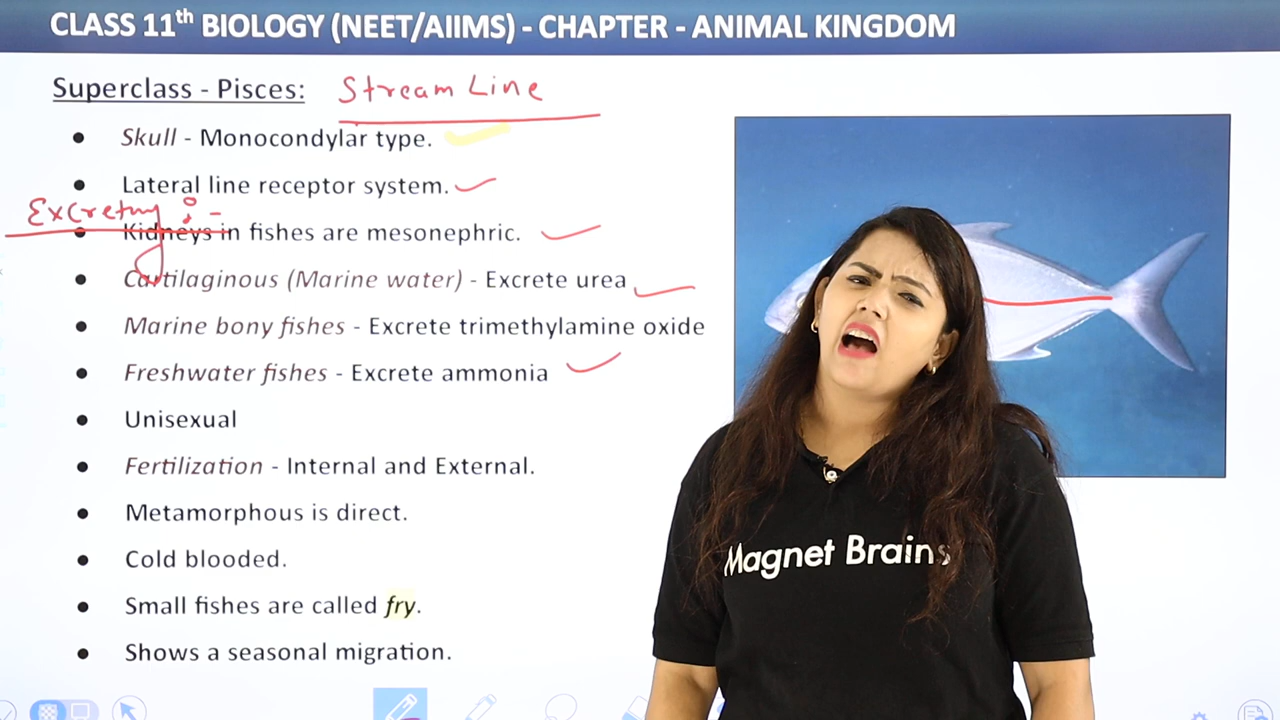 CLASS 11th BIOLOGY (NEET/AIIMS) - CHAPTER - ANIMAL KINGDOM
Superclass - Pisces: Stream Line
• Skull - Monocondylar type.
• Lateral line receptor system.
Excretory :-
• Kidneys in fishes are mesonephric.
• Cartilaginous (Marine water) - Excrete urea
• Marine bony fishes - Excrete trimethylamine oxide
• Freshwater fishes - Excrete ammonia
• Unisexual
• Fertilization - Internal and External.
• Metamorphous is direct.
• Cold blooded.
• Small fishes are called fry.
• Shows a seasonal migration.
Magnet Brains